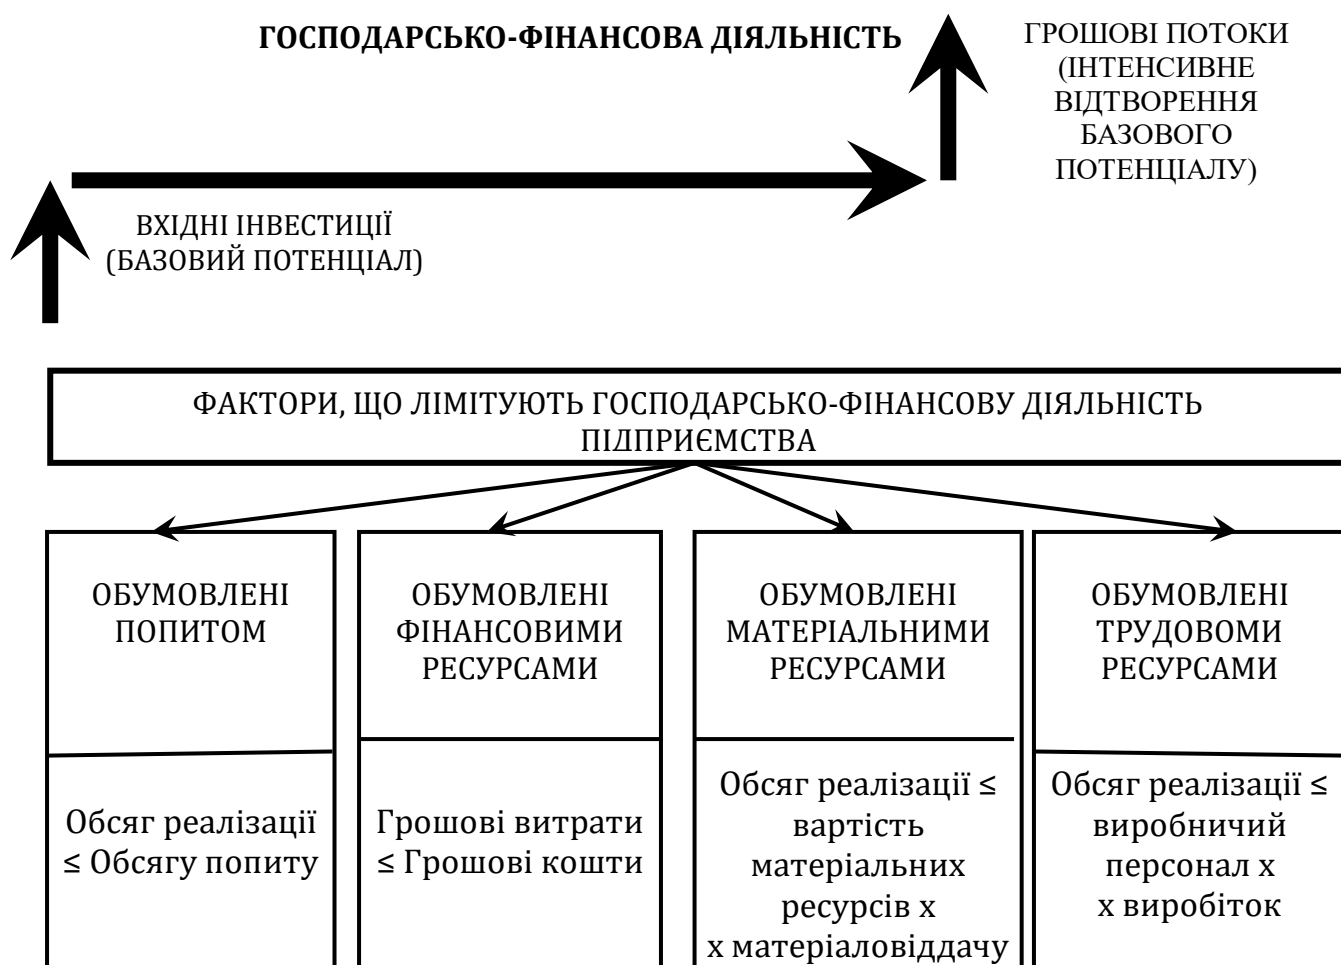 ГОСПОДАРСЬКО-ФІНАНСОВА ДІЯЛЬНІСТЬ
ГРОШОВІ ПОТОКИ
(ІНТЕНСИВНЕ
ВІДТВОРЕННЯ
БАЗОВОГО
ПОТЕНЦІАЛУ)
ВХІДНІ ІНВЕСТИЦІЇ
(БАЗОВИЙ ПОТЕНЦІАЛ)
ФАКТОРИ, ЩО ЛІМІТУЮТЬ ГОСПОДАРСЬКО-ФІНАНСОВУ ДІЯЛЬНІСТЬ
ПІДПРИЄМСТВА
ОБУМОВЛЕНІ
ПОПИТОМ
Обсяг реалізації
≤ Обсягу попиту
ОБУМОВЛЕНІ
ФІНАНСОВИМИ
РЕСУРСАМИ
Грошові витрати
≤ Грошові кошти
ОБУМОВЛЕНІ
МАТЕРІАЛЬНИМИ
РЕСУРСАМИ
Обсяг реалізації ≤
вартість
матеріальних
ресурсів х
х матеріаловіддачу
ОБУМОВЛЕНІ
ТРУДОВОМИ
РЕСУРСАМИ
Обсяг реалізації ≤
виробничий
персонал х
х виробіток